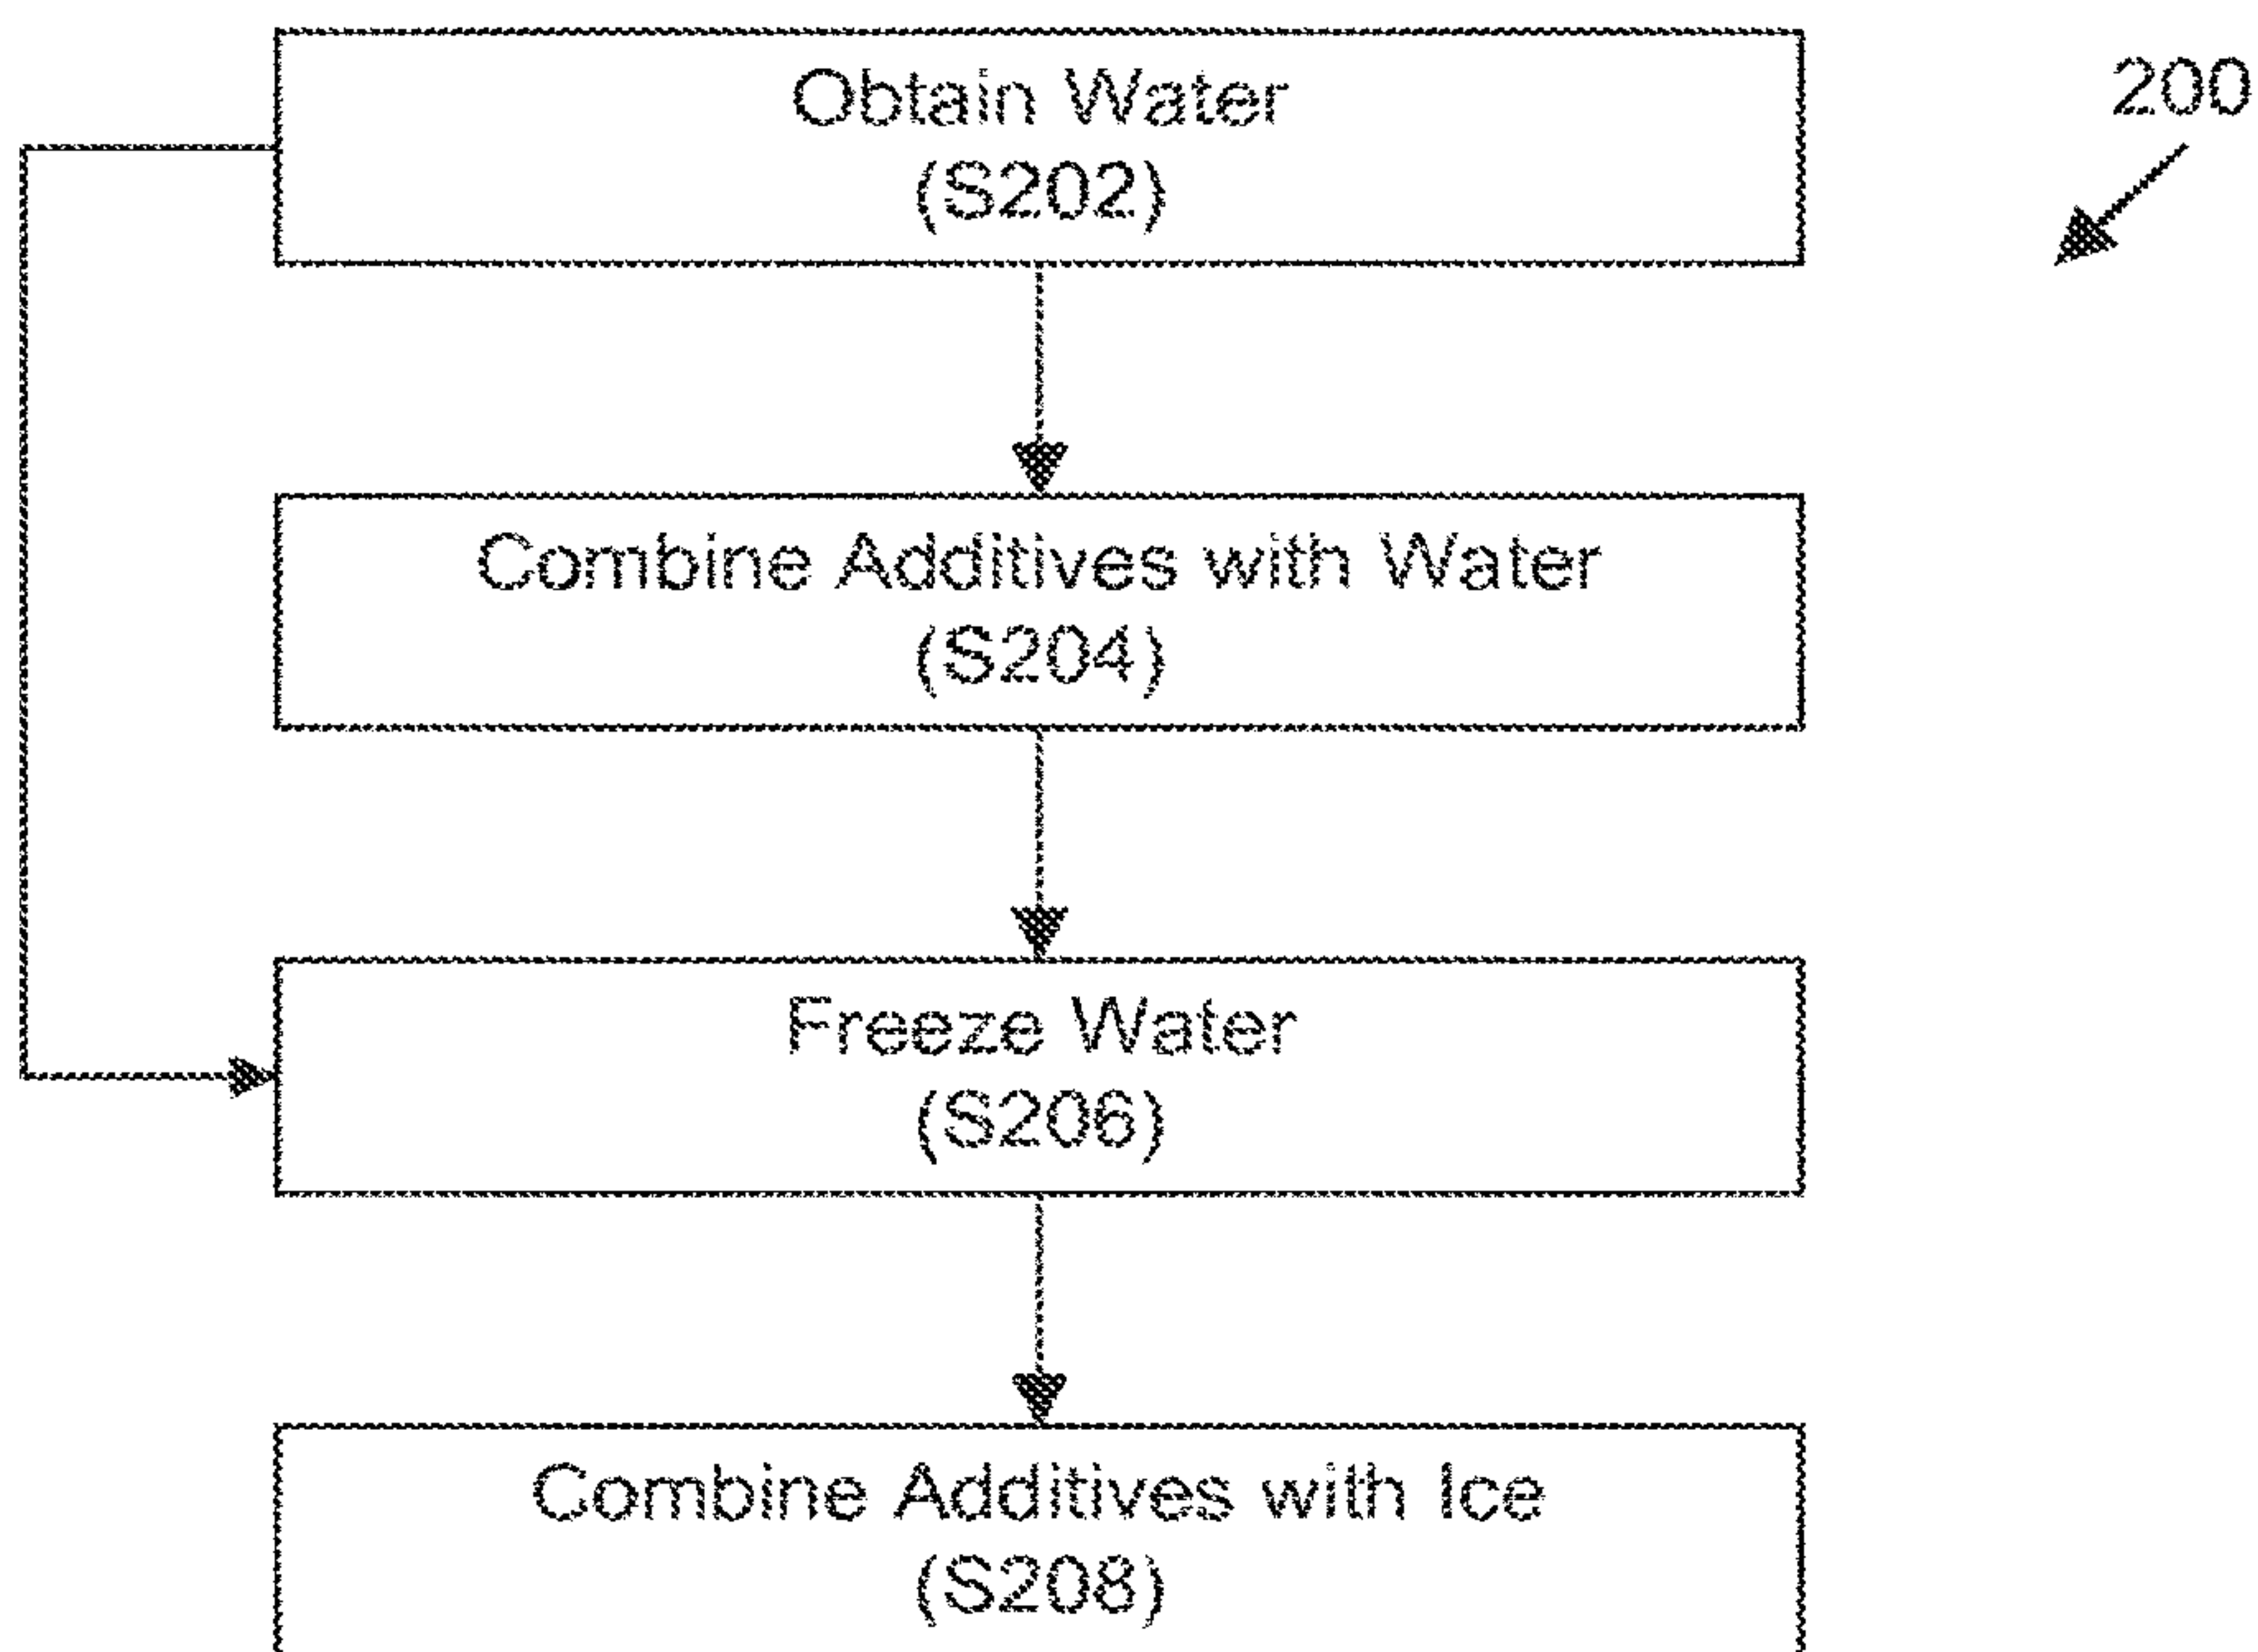 Obtain Water
(S202)
200
Combine Additives with Water
(S204)
Freeze Water
(S206)
Combine Additives with Ice
(S208)